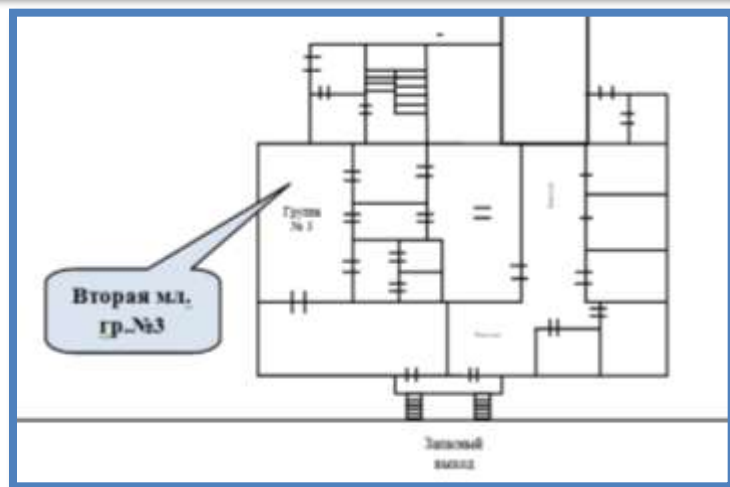 Группа
№ 3
Вторая мл.
гр.№3
Запасный
выход